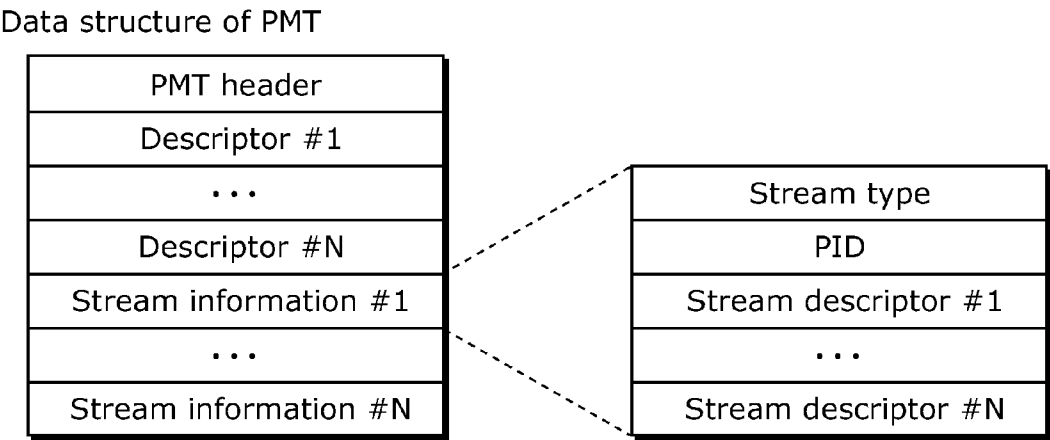 Data structure of PMT
PMT header
Descriptor #1
...
Descriptor #N
Stream information #1
...
Stream information #N
Stream type
PID
Stream descriptor #1
...
Stream descriptor #N